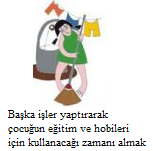 Başka işler yaptırarak
çocuğun eğitim ve hobileri
için kullanacağı zamanı almak